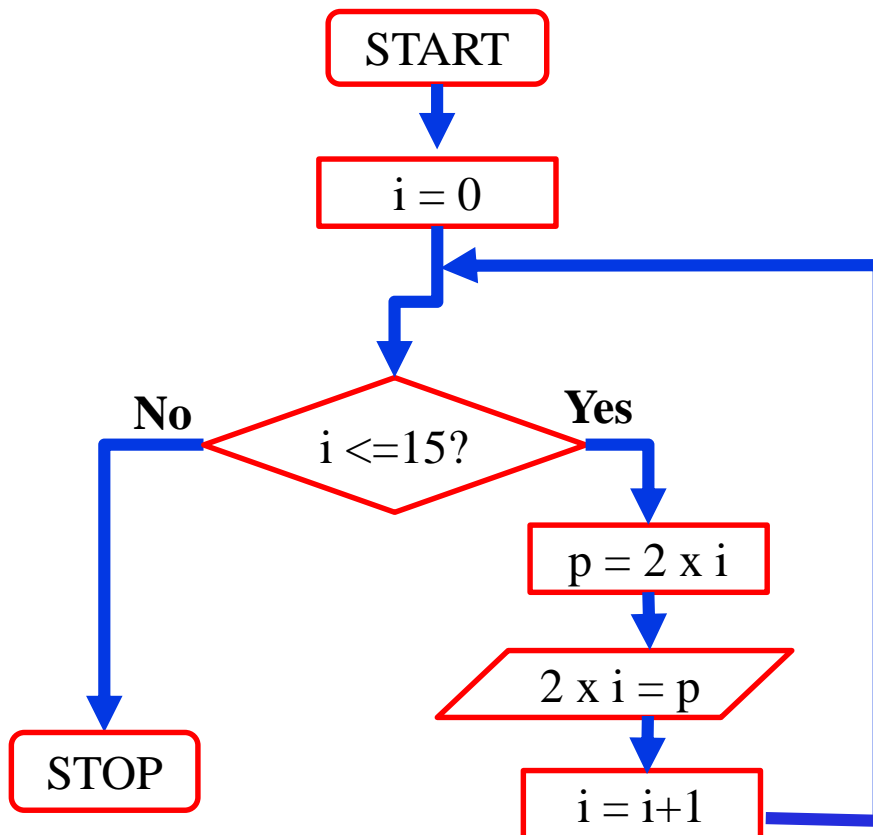 START
i = 0
No
Yes
i <=15?
p = 2 x i
2 x i = p
STOP
i = i+1